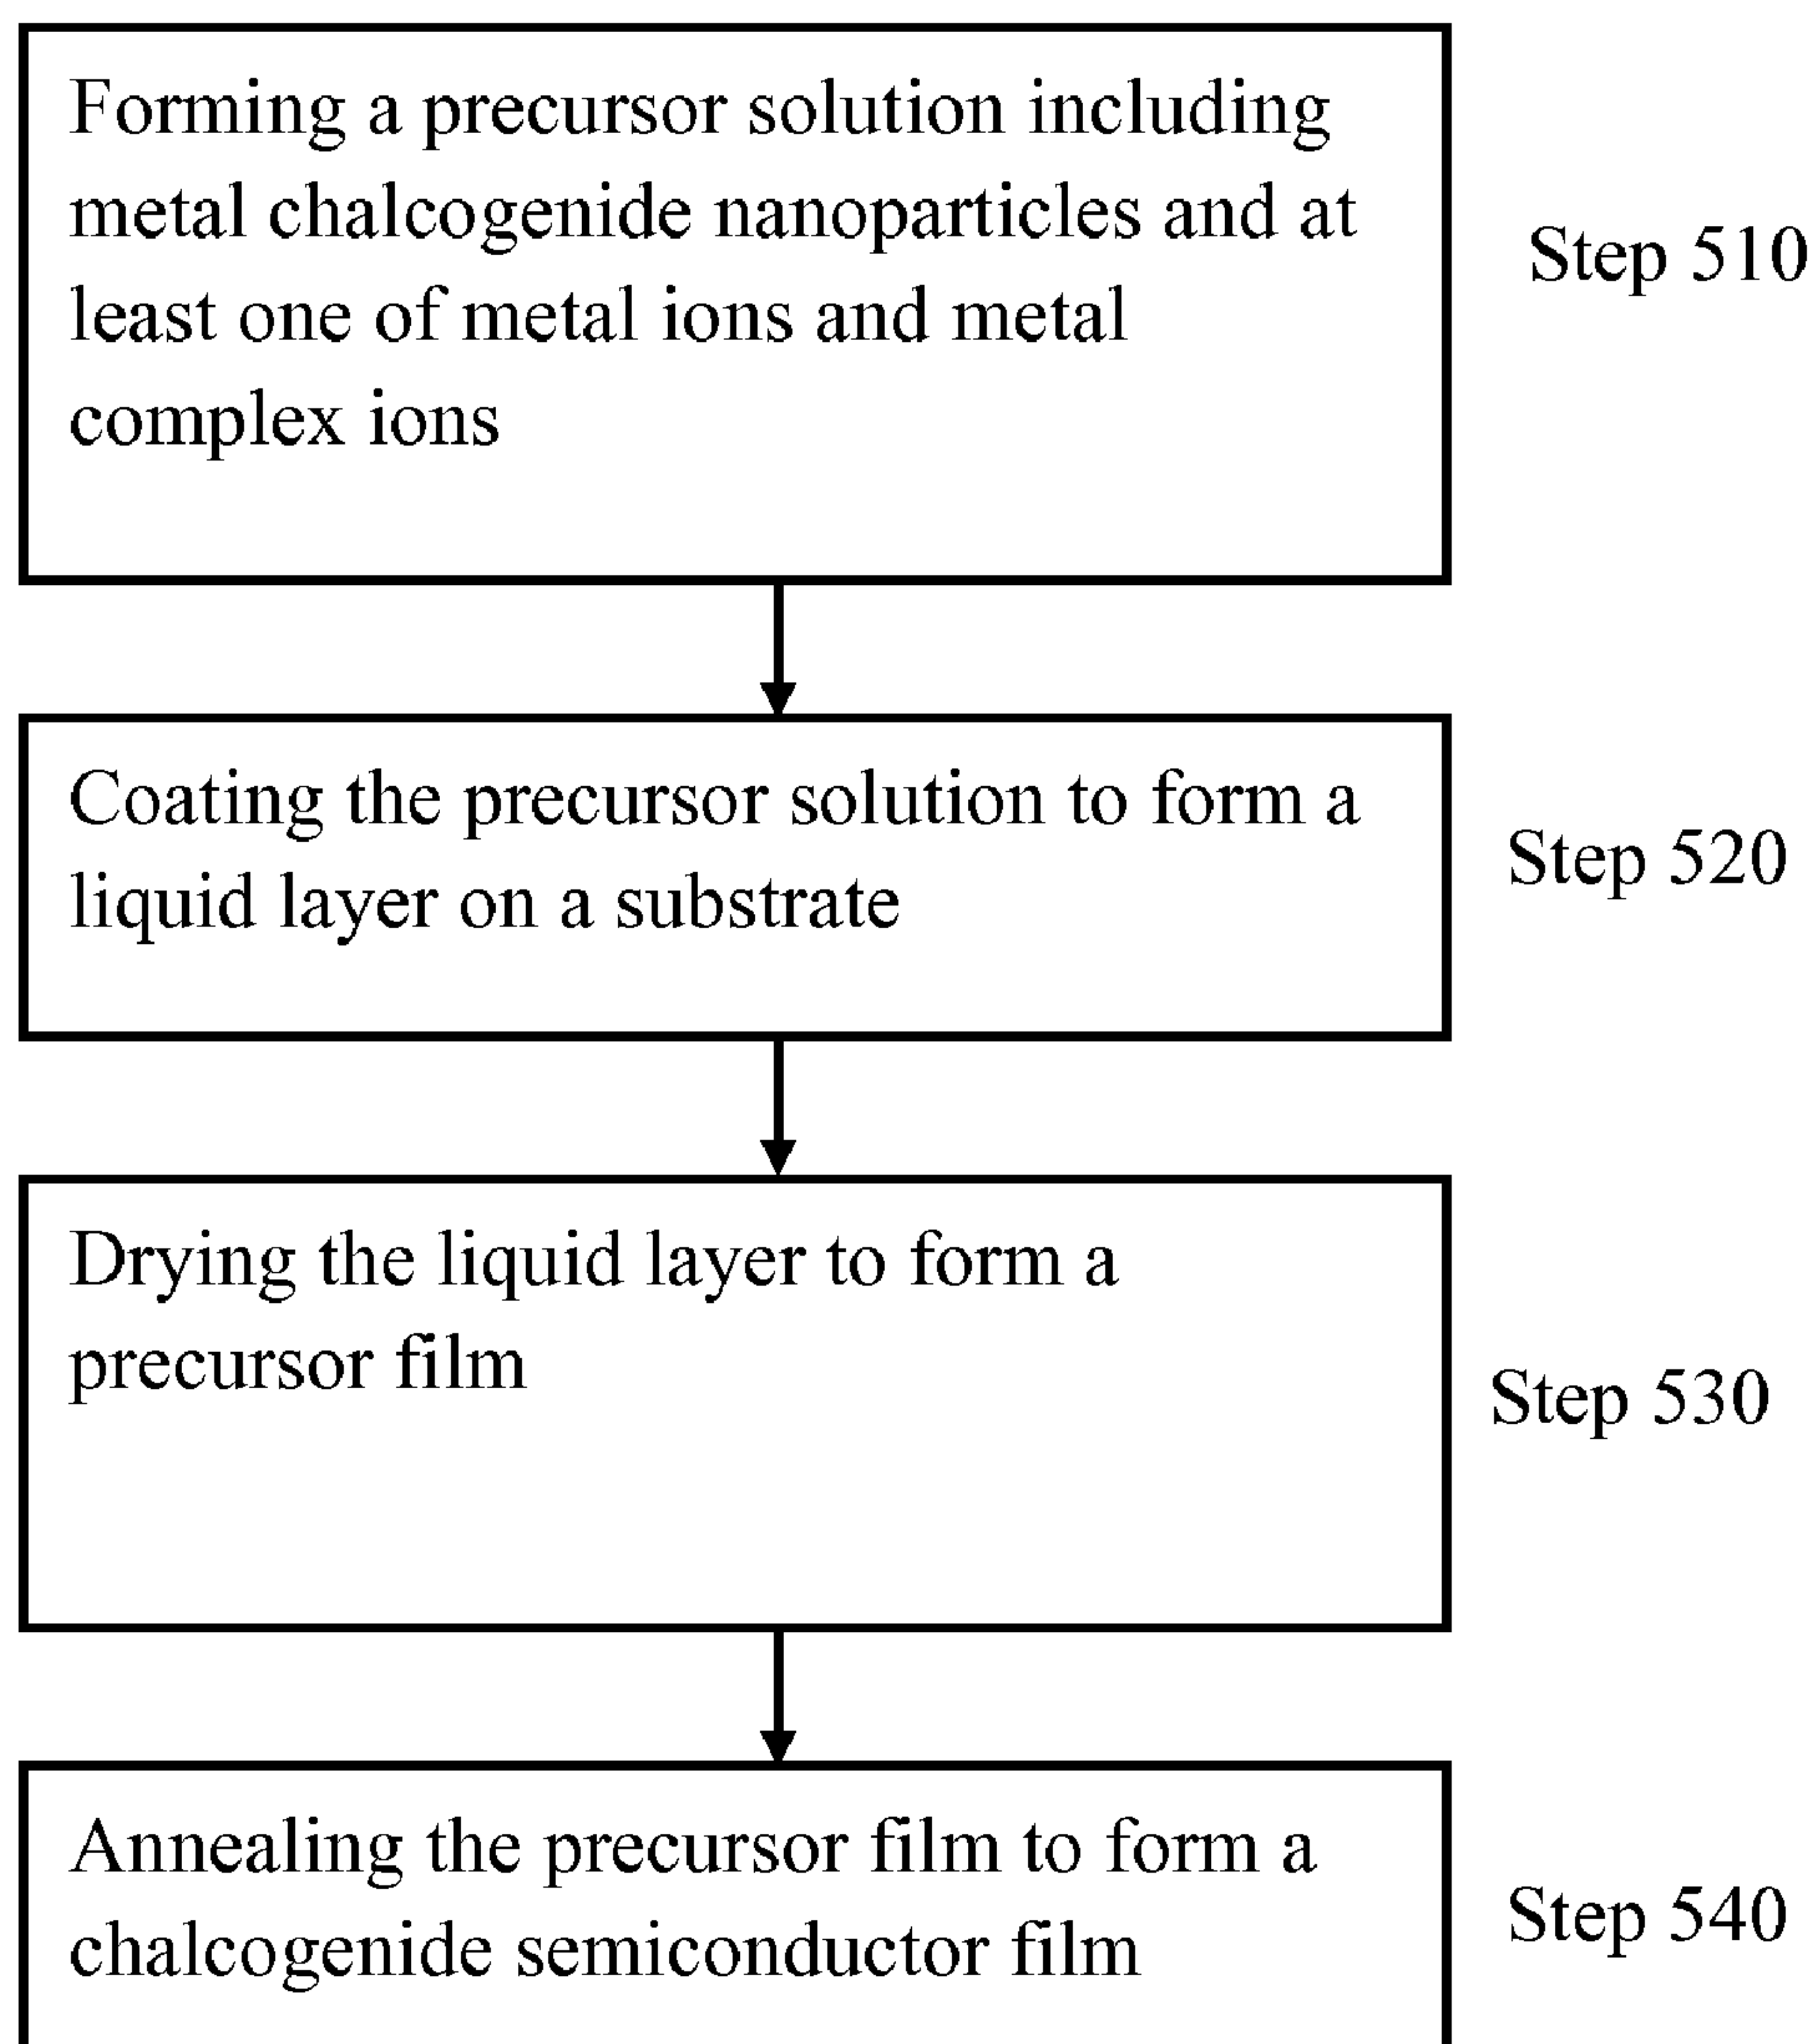 Forming a precursor solution including
metal chalcogenide nanoparticles and at
least one of metal ions and metal
complex ions
Step 510
Coating the precursor solution to form a
liquid layer on a substrate
Step 520
Drying the liquid layer to form a
precursor film
Step 530
Annealing the precursor film to form a
chalcogenide semiconductor film
Step 540